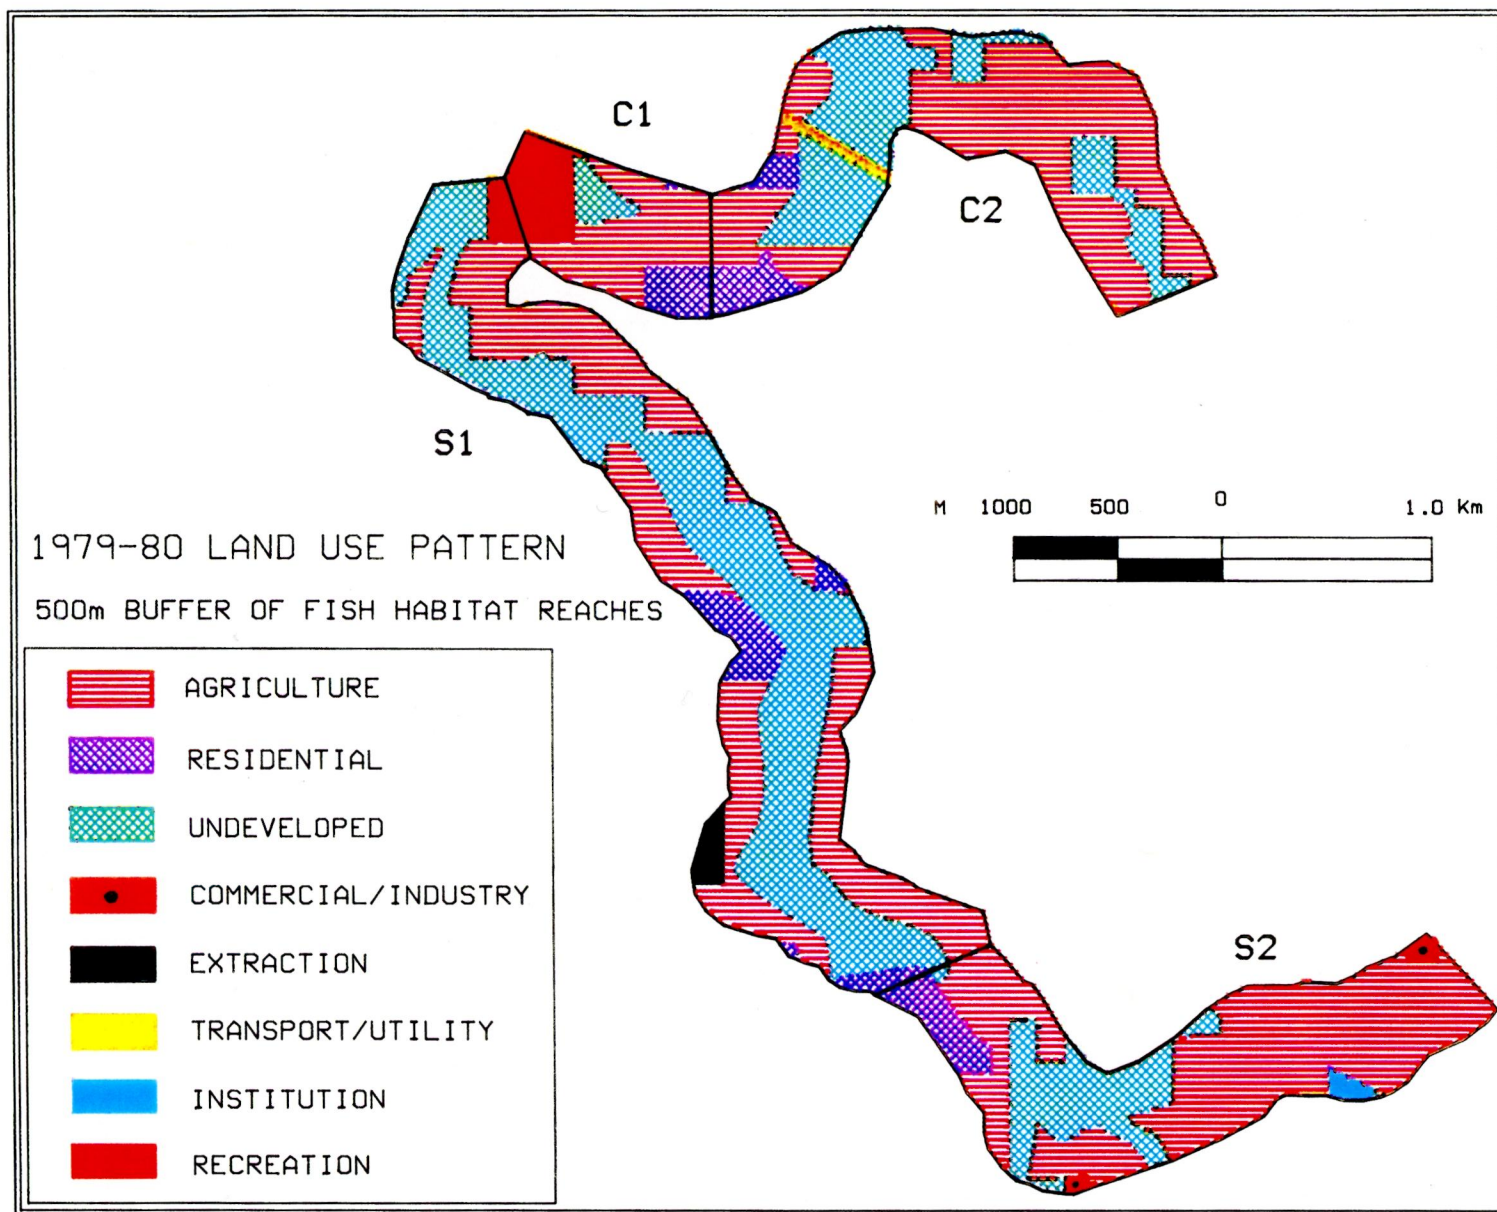 C1
C2
S1
M 1000 500 0 1.0 Km
1979-80 LAND USE PATTERN
500m BUFFER OF FISH HABITAT REACHES
AGRICULTURE
RESIDENTIAL
UNDEVELOPED
COMMERCIAL/INDUSTRY
EXTRACTION
TRANSPORT/UTILITY
INSTITUTION
RECREATION
S2